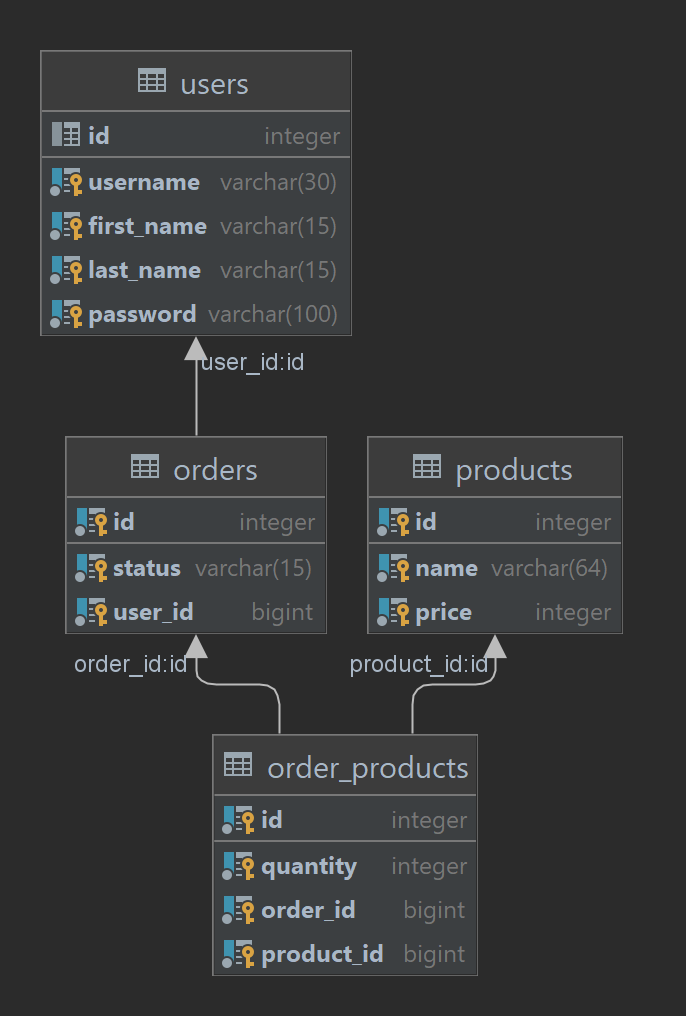 users
id integer
username varchar(30)
first_name varchar(15)
last_name varchar(15)
password varchar(100)
user_id:id
orders
id integer
status varchar(15)
user_id bigint
products
id integer
name varchar(64)
price integer
order_id:id
product_id:id
order_products
id integer
quantity integer
order_id bigint
product_id bigint